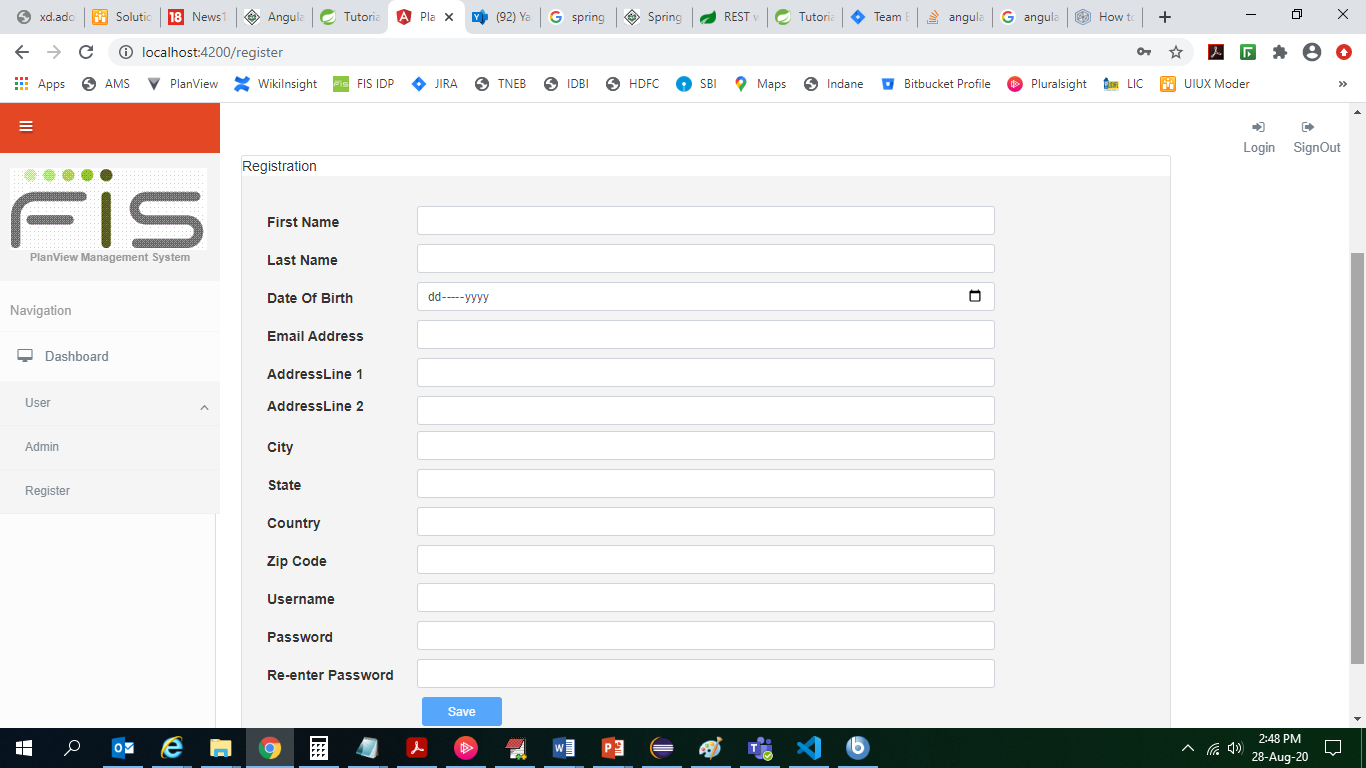 xd.ado
Solutic
18 News1
Angula
Tutoria
Pla
(92) Ya
spring
Spring
REST v
Tutoria
Team E
angula
angula
How to
localhost:4200/register
Apps
AMS
PlanView
WikiInsight
FIS IDP
JIRA
TNEB
IDBI
HDFC
SBI
Maps
Indane
Bitbucket Profile
Pluralsight
LIC
UIUX Moder
»
Login
SignOut
FIS
PlanView Management System
Navigation
Dashboard
User
Admin
Register
Registration
First Name
Last Name
Date Of Birth
dd-----yyyy
Email Address
AddressLine 1
AddressLine 2
City
State
Country
Zip Code
Username
Password
Re-enter Password
Save
2:48 PM
28-Aug-20